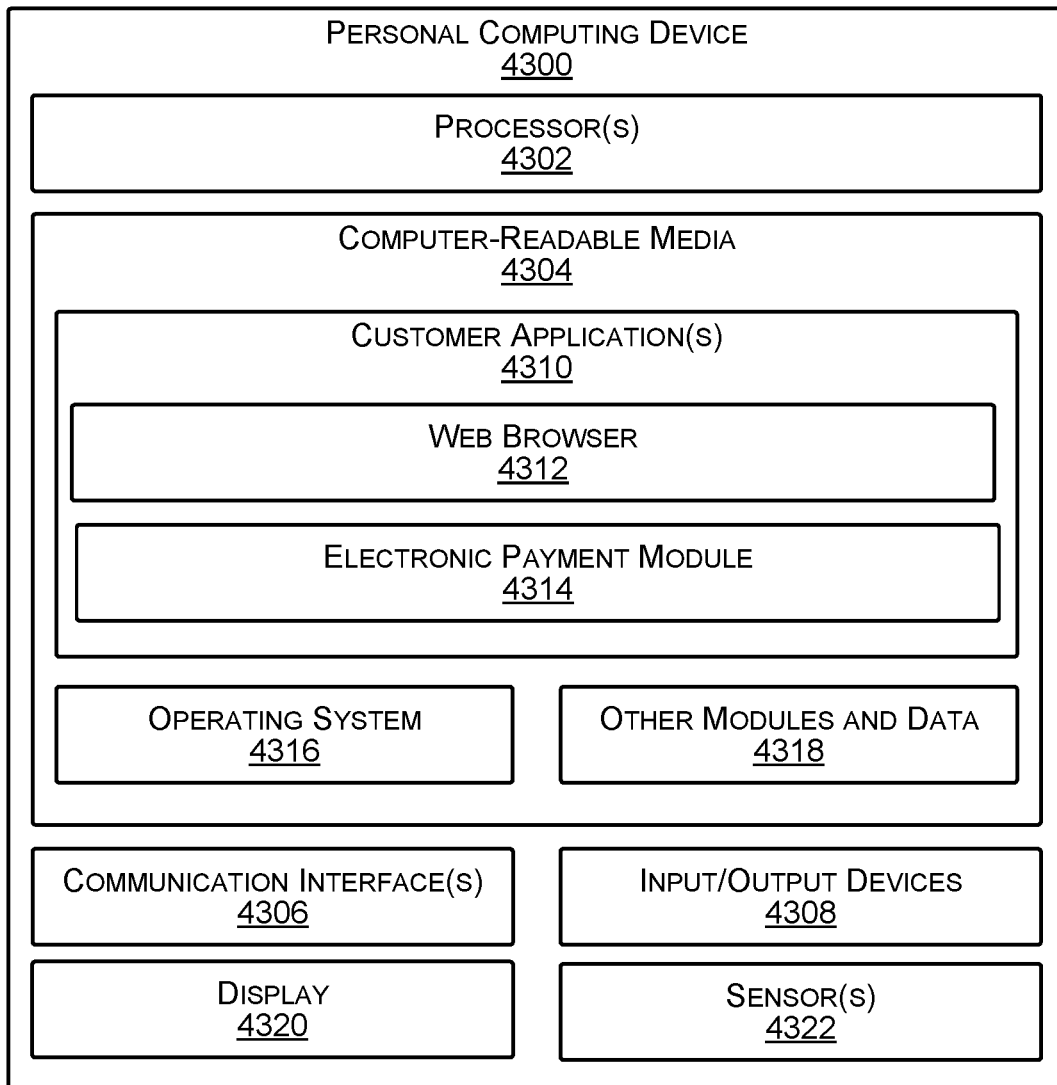 PERSONAL COMPUTING DEVICE
4300
PROCESSOR(S)
4302
COMPUTER-READABLE MEDIA
4304
CUSTOMER APPLICATION(S)
4310
WEB BROWSER
4312
ELECTRONIC PAYMENT MODULE
4314
OPERATING SYSTEM
4316
OTHER MODULES AND DATA
4318
COMMUNICATION INTERFACE(S)
4306
INPUT/OUTPUT DEVICES
4308
DISPLAY
4320
SENSOR(S)
4322